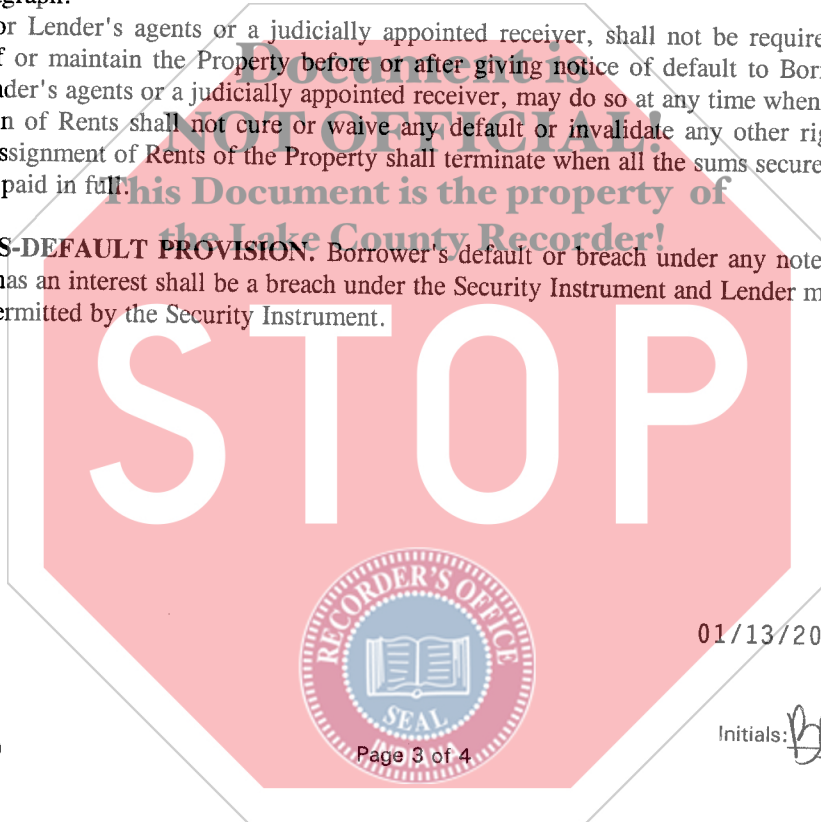 or Lender's agents or a judicially appointed receiver, shall not be require
f or maintain the Property before or after giving notice of default to Bor
nder's agents or a judicially appointed receiver, may do so at any time when
n of Rents shall not cure or waive any default or invalidate any other rig
ssignment of Rents of the Property shall terminate when all the sums secure
paid in full.
Document is
NOT OFFICIAL!
This Document is the property of
the Lake County Recorder!
S-DEFAULT PROVISION. Borrower's default or breach under any note
has an interest shall be a breach under the Security Instrument and Lender m
ermitted by the Security Instrument.
STOP
RECORDER'S OFFICE
SEAL
INDIANA
01/13/20
Initials:
Page 3 of 4